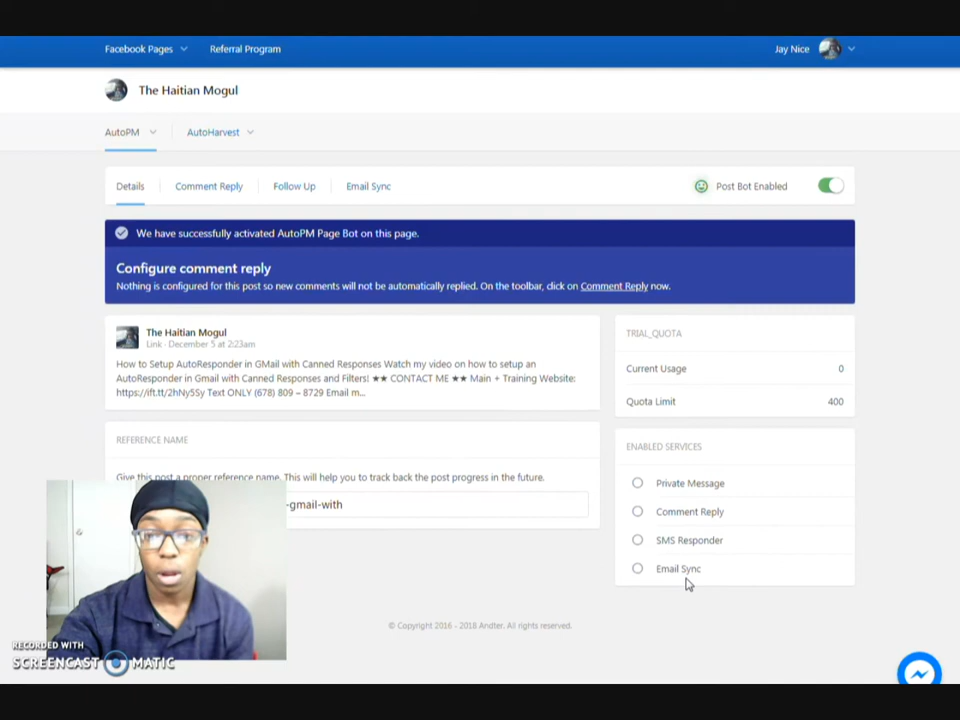 Facebook Pages Referral Program Jay Nice
The Haitian Mogul
AutoPM AutoHarvest
Details Comment Reply Follow Up Email Sync Post Bot Enabled
We have successfully activated AutoPM Page Bot on this page.
Configure comment reply
Nothing is configured for this post so new comments will not be automatically replied. On the toolbar, click on Comment Reply now.
The Haitian Mogul
Link · December 5 at 2:23am
How to Setup AutoResponder in GMail with Canned Responses Watch my video on how to setup an
AutoResponder in Gmail with Canned Responses and Filters! ★★ CONTACT ME ★★ Main + Training Website:
https://ift.tt/2hNy5Sy Text ONLY (678) 809 – 8729 Email m...
TRIAL_QUOTA
Current Usage 0
Quota Limit 400
REFERENCE NAME
Give this post a proper reference name. This will help you to track back the post progress in the future.
-gmail-with
ENABLED SERVICES
Private Message
Comment Reply
SMS Responder
Email Sync
© Copyright 2016 - 2018 Andter. All rights reserved.
RECORDED WITH
SCREENCAST MATIC